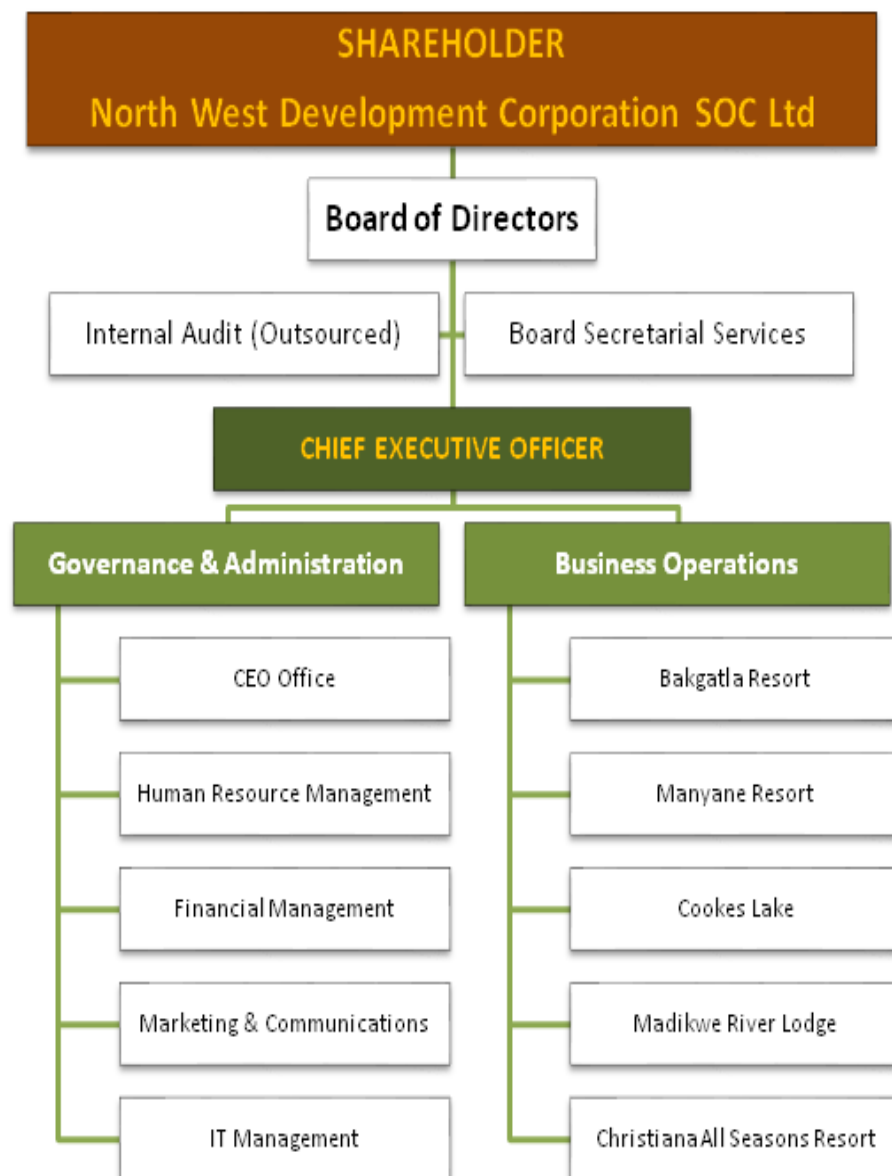 SHAREHOLDER
North West Development Corporation SOC Ltd
Board of Directors
Internal Audit (Outsourced)
Board Secretarial Services
CHIEF EXECUTIVE OFFICER
Governance & Administration
Business Operations
CEO Office
Human Resource Management
Financial Management
Marketing & Communications
IT Management
Bakgatla Resort
Manyane Resort
Cookes Lake
Madikwe River Lodge
Christiana All Seasons Resort